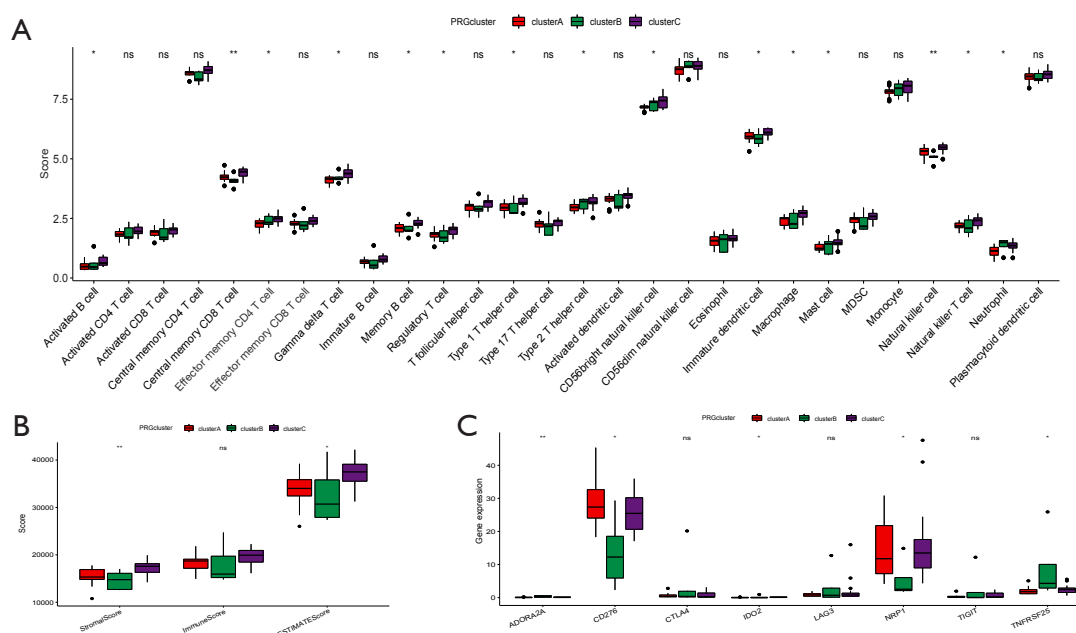 A
PRGcluster clusterA clusterB clusterC
* ns ns ns ** * ns * ns * * ns * ns * ns * ns ns * * * ns ns ** * * ns
Score
7.5
5.0
2.5
0.0
Activated B cell
Activated CD4 T cell
Activated CD8 T cell
Central memory CD4 T cell
Central memory CD8 T cell
Effector memory CD4 T cell
Effector memory CD8 T cell
Gamma delta T cell
Immature B cell
Memory B cell
Regulatory T cell
T follicular helper cell
Type 1 T helper cell
Type 17 T helper cell
Type 2 T helper cell
Activated dendritic cell
CD56bright natural killer cell
CD56dim natural killer cell
Eosinophil
Immature dendritic cell
Macrophage
Mast cell
MDSC
Monocyte
Natural killer cell
Natural killer T cell
Neutrophil
Plasmacytoid dendritic cell
B
PRGcluster clusterA clusterB clusterC
** ns *
Score
40000
30000
20000
10000
StromalScore
ImmuneScore
ESTIMATEScore
C
PRGcluster clusterA clusterB clusterC
** * ns * ns * ns *
Gene expression
40
30
20
10
0
ADORA2A
CD276
CTLA4
IDO2
LAG3
NRP1
TIGIT
TNFRSF25